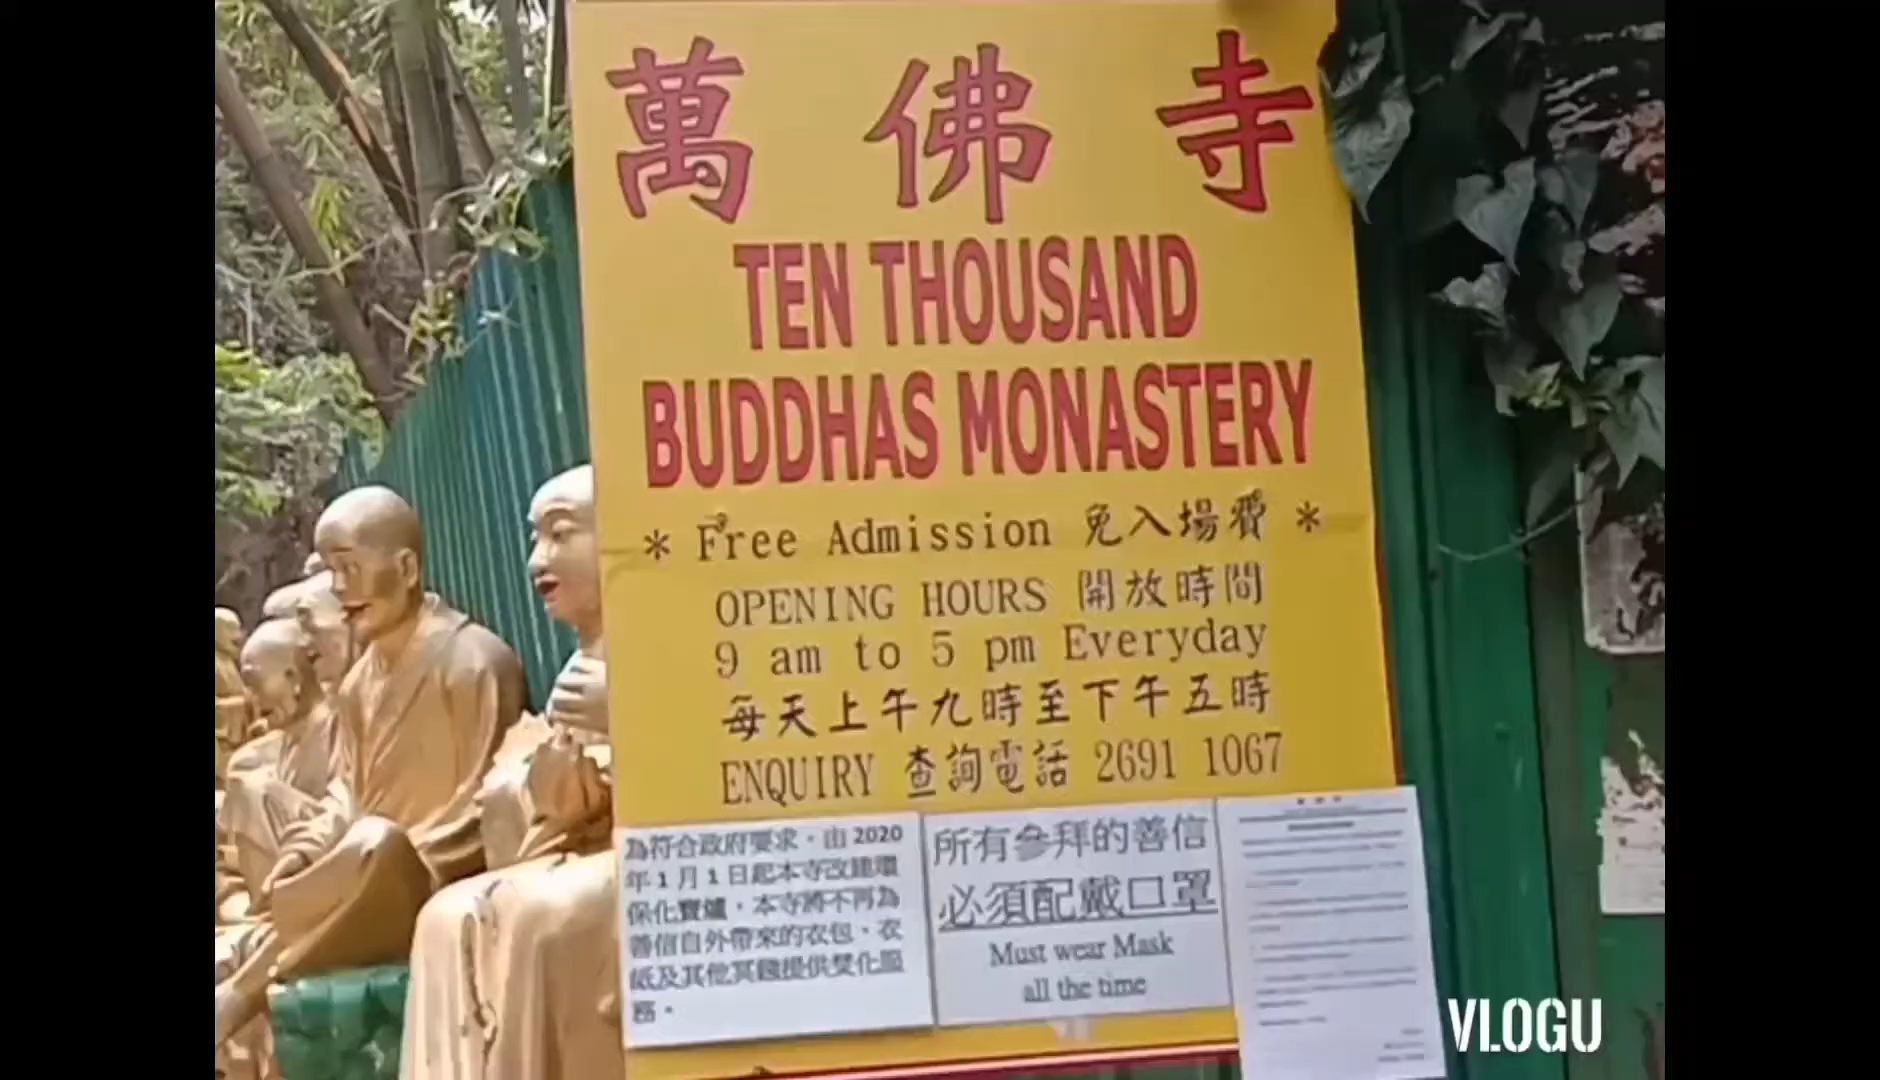 萬佛寺
TEN THOUSAND
BUDDHAS MONASTERY
* Free Admission 免入場費 *
OPENING HOURS 開放時間
9 am to 5 pm Everyday
每天上午九時至下午五時
ENQUIRY 查詢電話 2691 1067
為符合政府要求，由 2020
年 1 月 1 日起本寺改建環
保化寶爐，本寺將不再為
善信自外帶來的衣包、衣
紙及其他冥鏹提供焚化服
務。
所有參拜的善信
必須配戴口罩
Must wear Mask
all the time
VLOGU